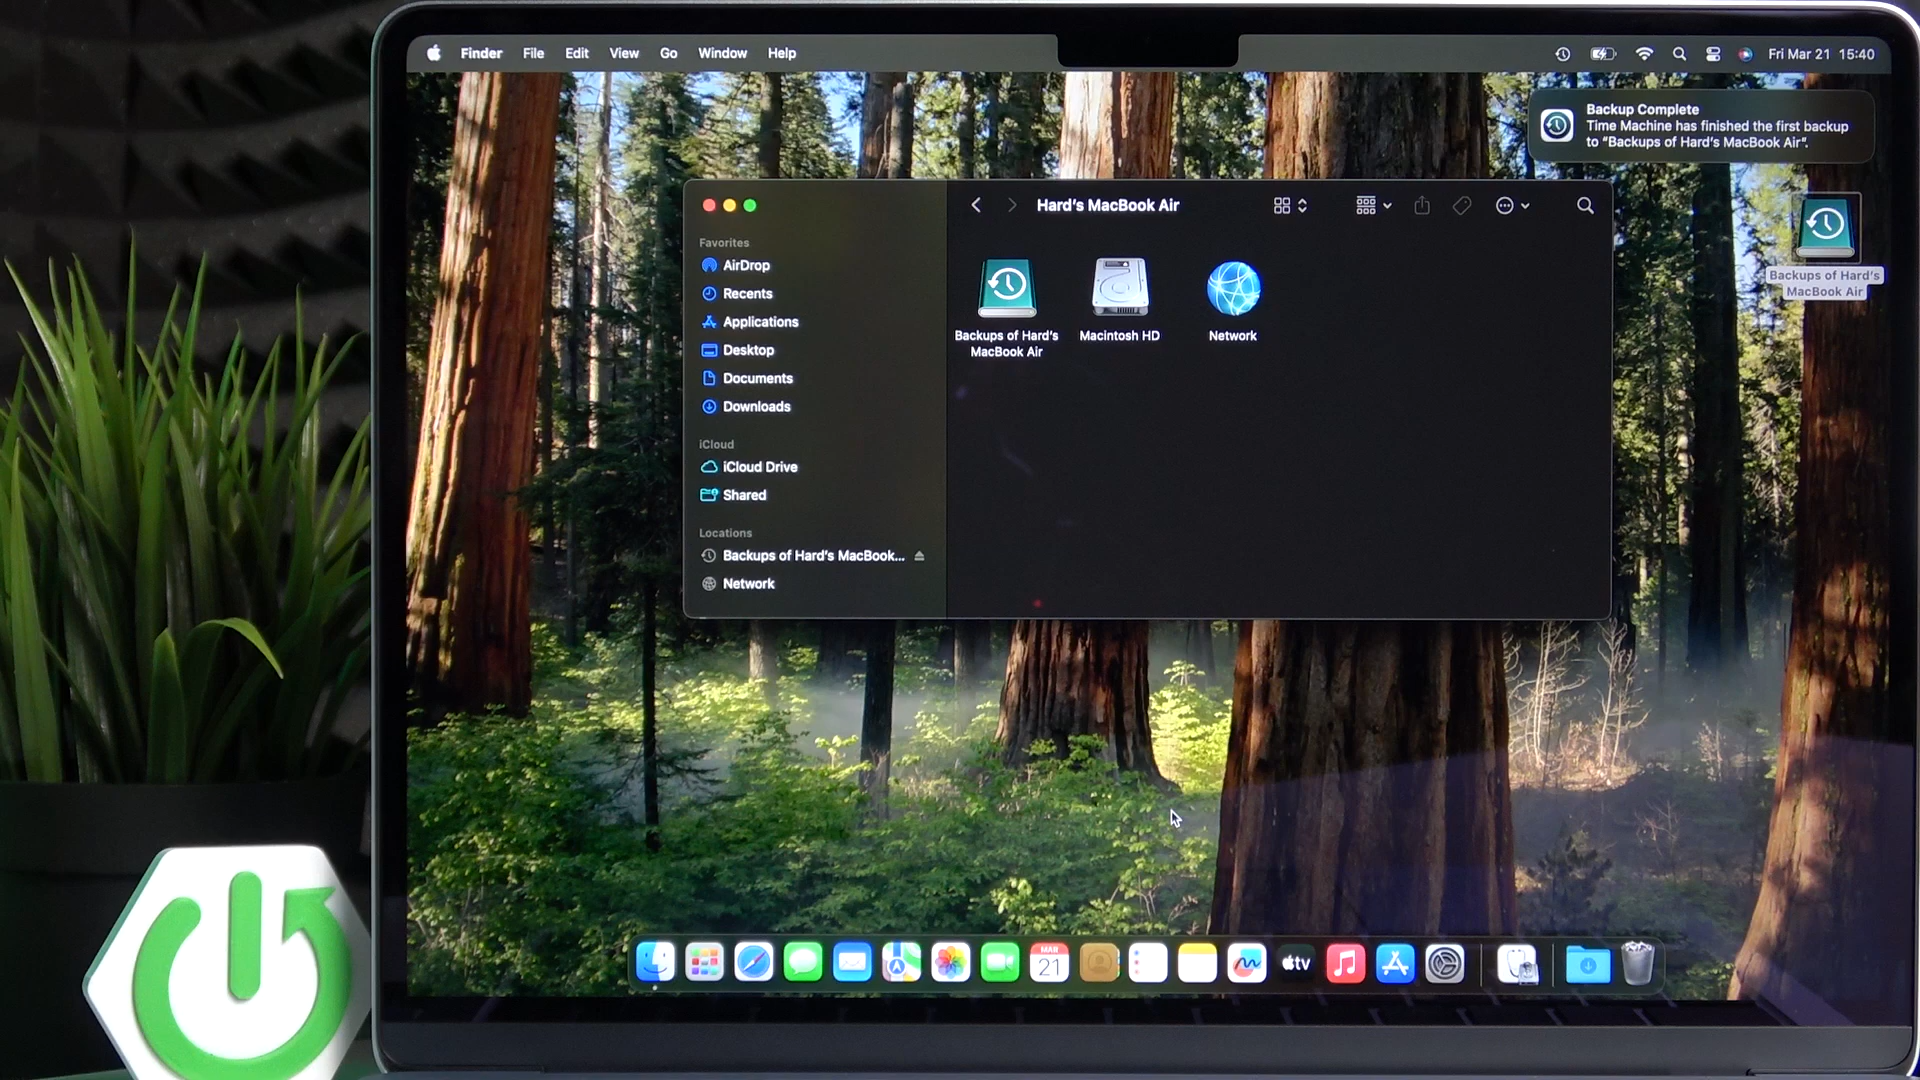 Finder File Edit View Go Window Help
Fri Mar 21 15:40
Backup Complete
Time Machine has finished the first backup
to “Backups of Hard’s MacBook Air”.
Hard’s MacBook Air
Favorites
AirDrop
Recents
Applications
Desktop
Documents
Downloads
iCloud
iCloud Drive
Shared
Locations
Backups of Hard’s MacBook...
Network
Backups of Hard’s
MacBook Air
Macintosh HD
Network
Backups of Hard’s
MacBook Air
MAR
21
tv